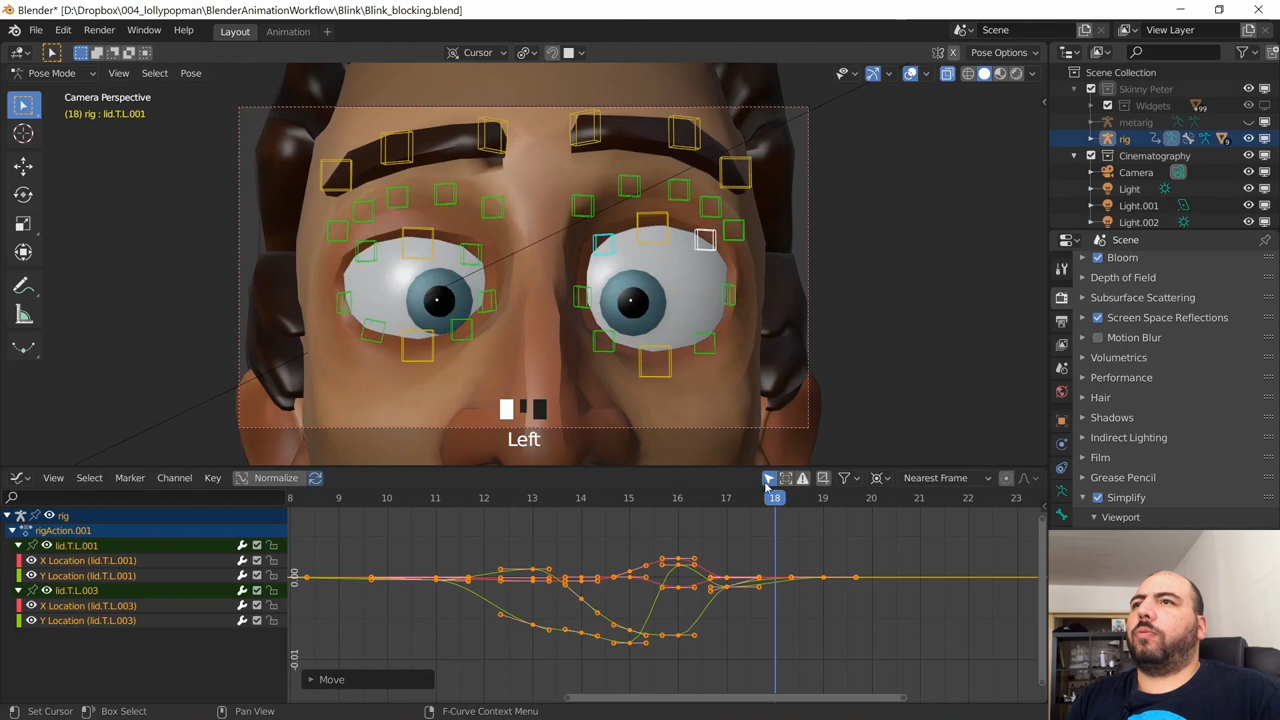 Blender* [D:\Dropbox\004_lollypopman\BlenderAnimationWorkflow\Blink\Blink_blocking.blend]
File Edit Render Window Help Layout Animation + Scene View Layer
Cursor X Pose Options
Pose Mode View Select Pose
Camera Perspective
(18) rig : lid.T.L.001
Left
Scene Collection
Skinny Peter
Widgets 99
metarig
rig 9
Cinematography
Camera
Light
Light.001
Light.002
Scene
Bloom
Depth of Field
Subsurface Scattering
Screen Space Reflections
Motion Blur
Volumetrics
Performance
Hair
Shadows
Indirect Lighting
Film
Grease Pencil
Simplify
Viewport
View Select Marker Channel Key Normalize Nearest Frame
8 9 10 11 12 13 14 15 16 17 18 19 20 21 22 23
rig
rigAction.001
lid.T.L.001
X Location (lid.T.L.001)
Y Location (lid.T.L.001)
lid.T.L.003
X Location (lid.T.L.003)
Y Location (lid.T.L.003)
0.00
-0.01
Move
Set Cursor Box Select Pan View F-Curve Context Menu